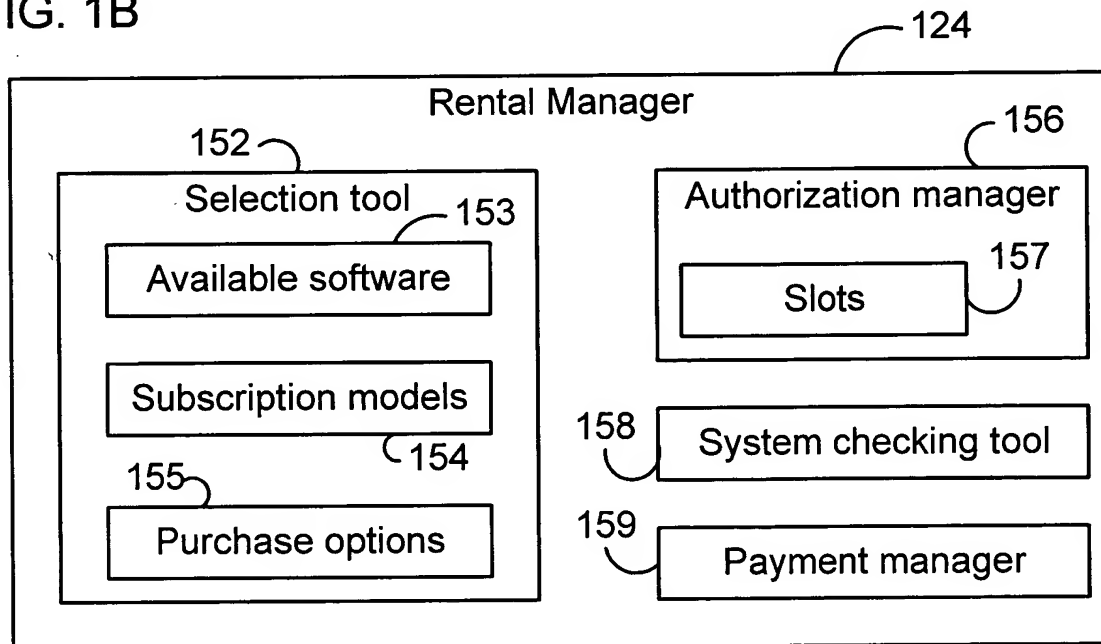 IG. 1B
124
Rental Manager
152
Selection tool
153
Available software
Subscription models
154
155
Purchase options
156
Authorization manager
157
Slots
158
System checking tool
159
Payment manager